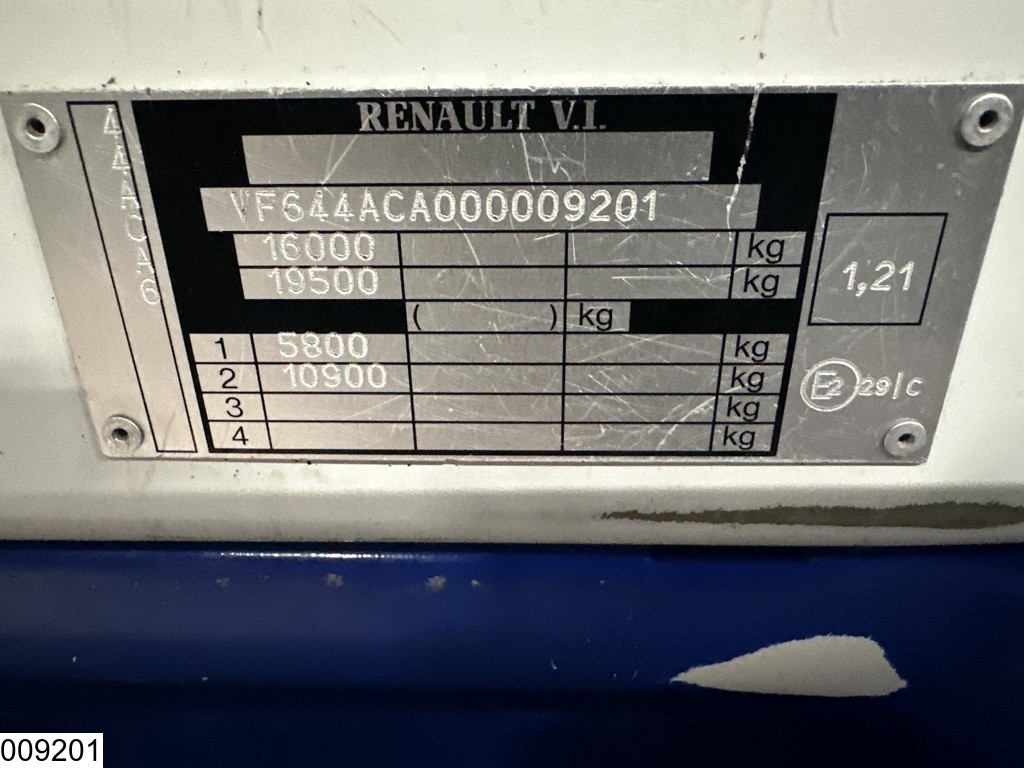 RENAULT V.I.
VF644ACA000009201
16000 kg
19500 kg
( ) kg
1 5800 kg
2 10900 kg
3 kg
4 kg
44ACA6
1,21
E2 29/C
009201